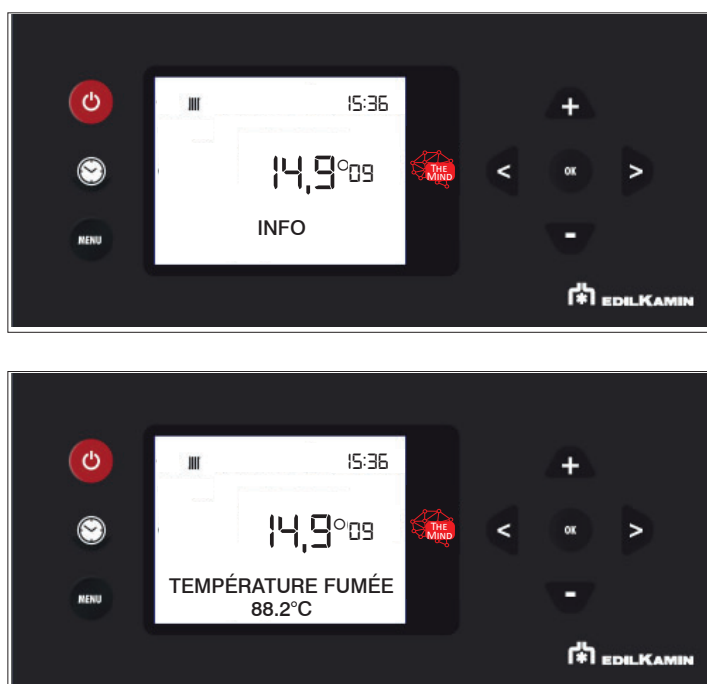 15:36
14,9°09
THE
MIND
< OK >
+
-
INFO
MENU
EDILKAMIN
15:36
14,9°09
THE
MIND
< OK >
+
-
TEMPÉRATURE FUMÉE
88.2°C
MENU
EDILKAMIN